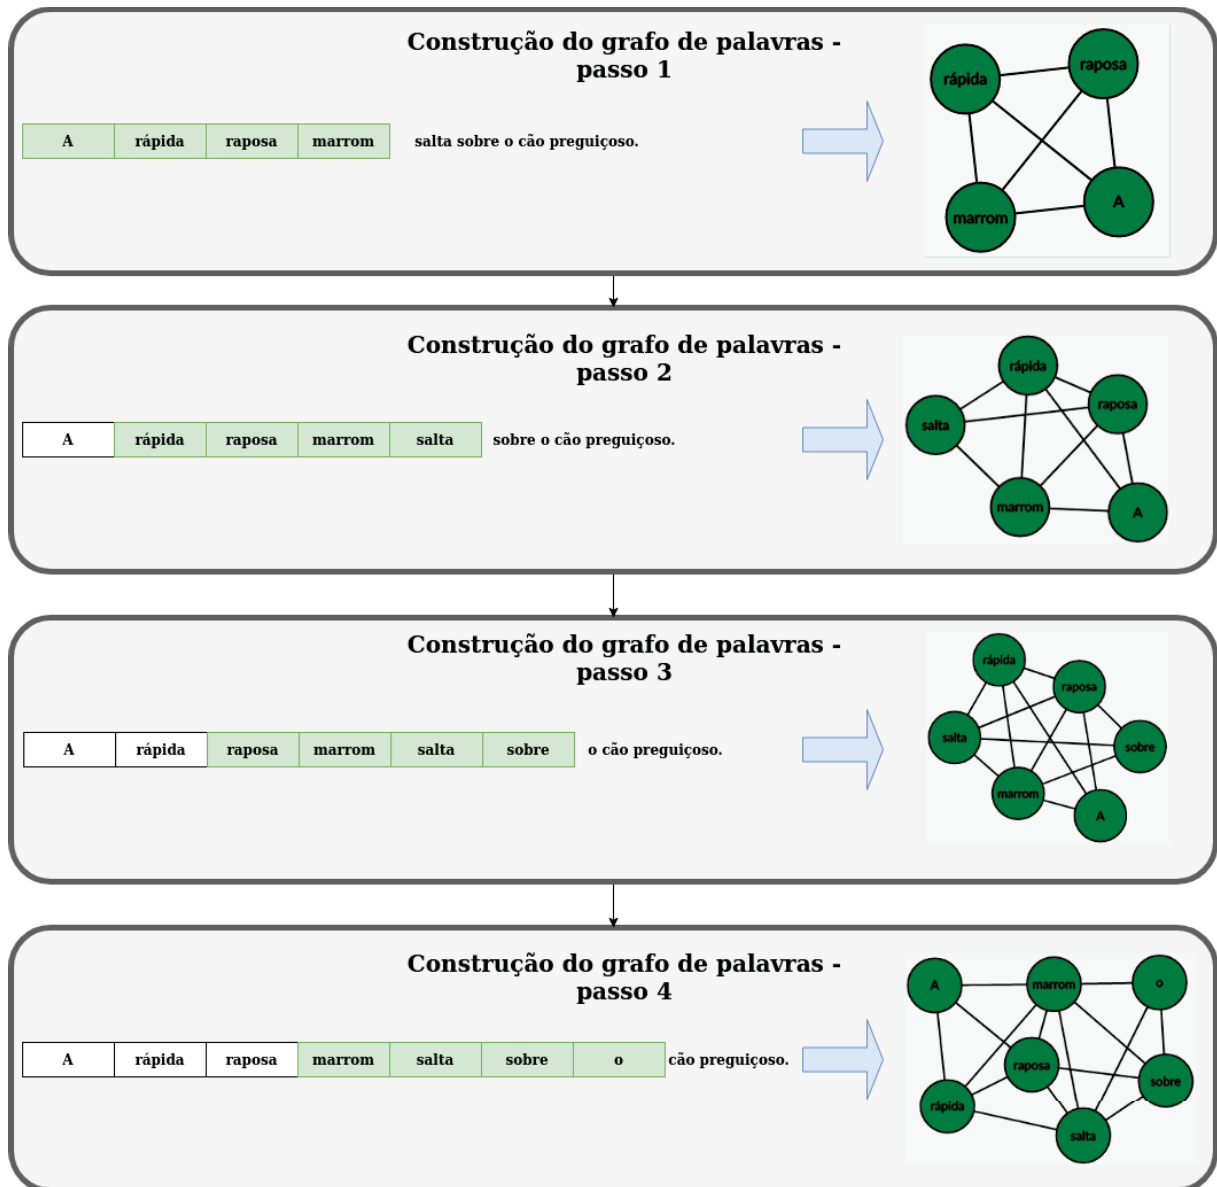 Construção do grafo de palavras -
passo 1
A rápida raposa marrom salta sobre o cão preguiçoso.
rápida
raposa
marrom
A
Construção do grafo de palavras -
passo 2
A rápida raposa marrom salta sobre o cão preguiçoso.
rápida
raposa
salta
marrom
A
Construção do grafo de palavras -
passo 3
A rápida raposa marrom salta sobre o cão preguiçoso.
rápida
raposa
salta
sobre
marrom
A
Construção do grafo de palavras -
passo 4
A rápida raposa marrom salta sobre o cão preguiçoso.
A
marrom
o
raposa
sobre
rápida
salta